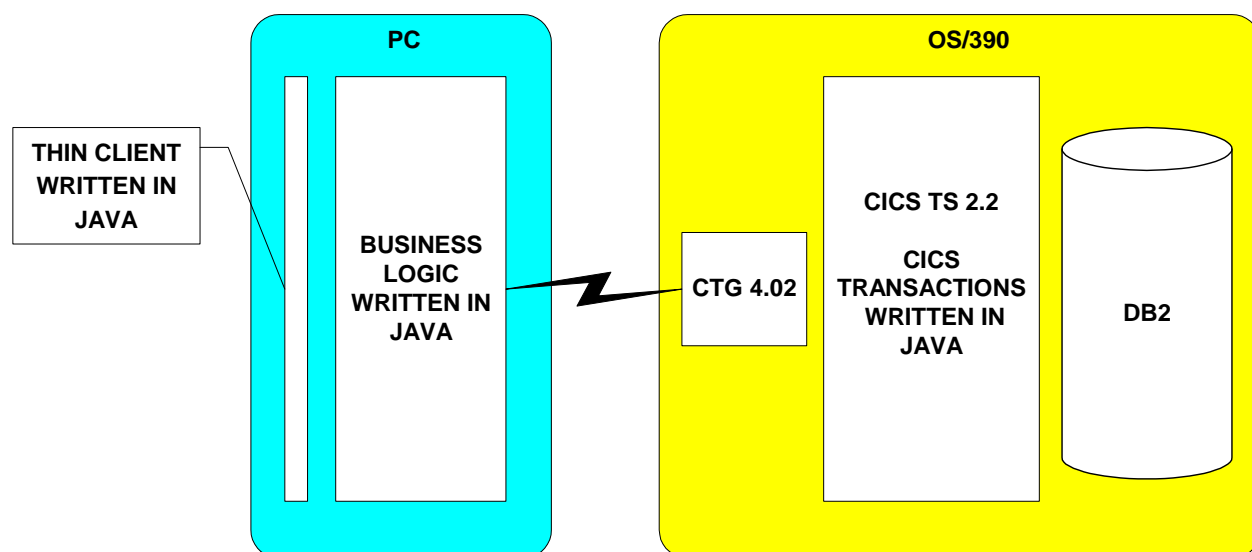 PC
OS/390
THIN CLIENT
WRITTEN IN
JAVA
BUSINESS
LOGIC
WRITTEN IN
JAVA
CTG 4.02
CICS TS 2.2
CICS
TRANSACTIONS
WRITTEN IN
JAVA
DB2